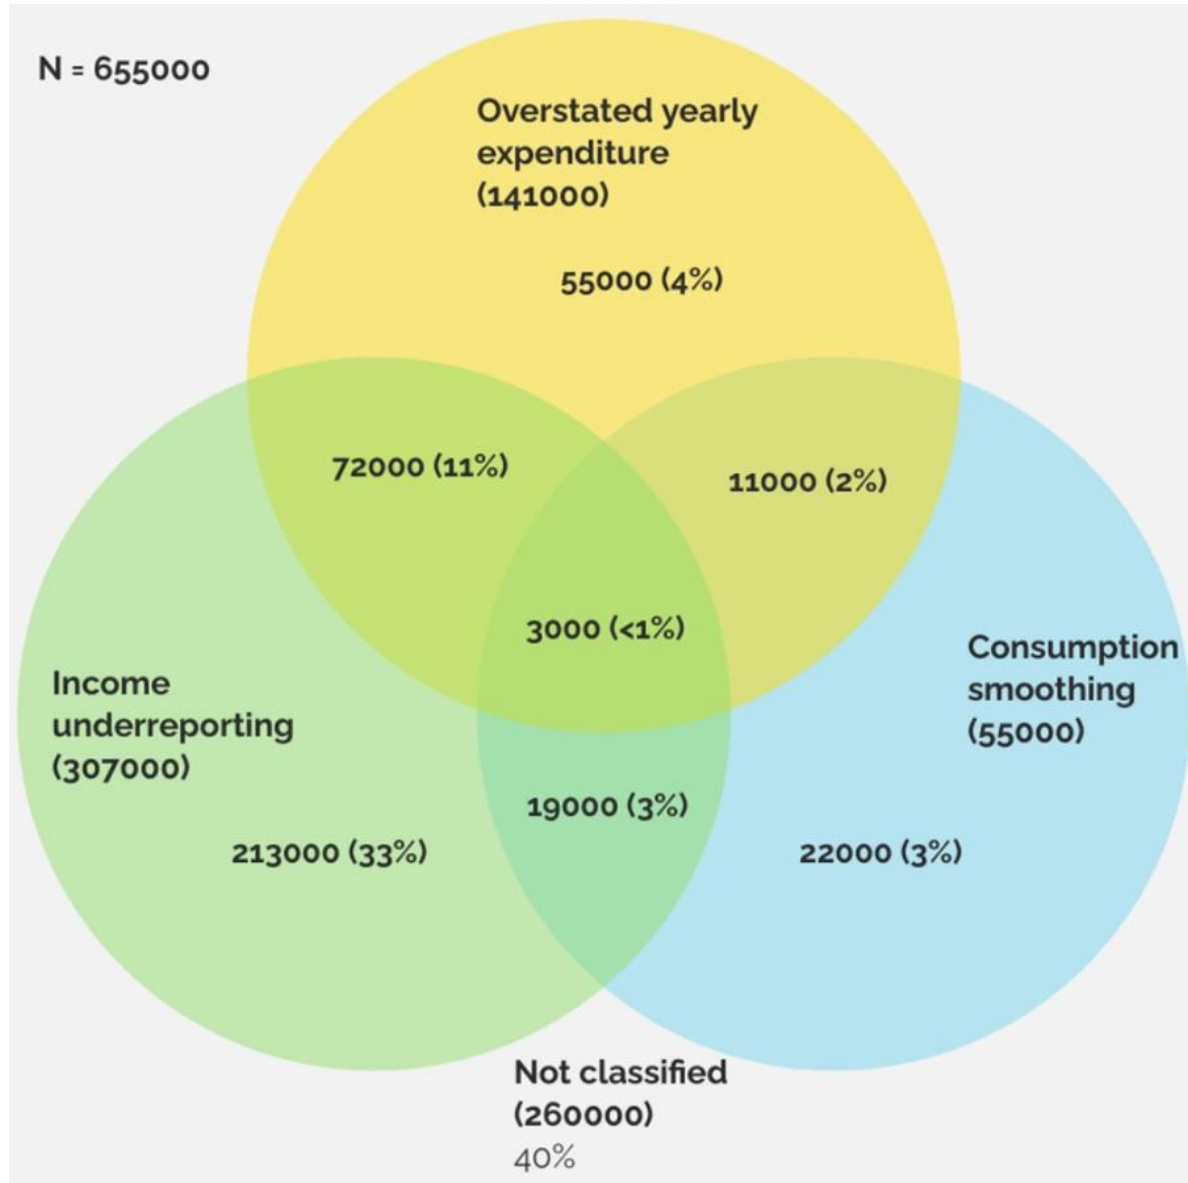 N = 655000
Overstated yearly
expenditure
(141000)
55000 (4%)
72000 (11%)
11000 (2%)
3000 (<1%)
Consumption
smoothing
(55000)
Income
underreporting
(307000)
19000 (3%)
213000 (33%)
22000 (3%)
Not classified
(260000)
40%